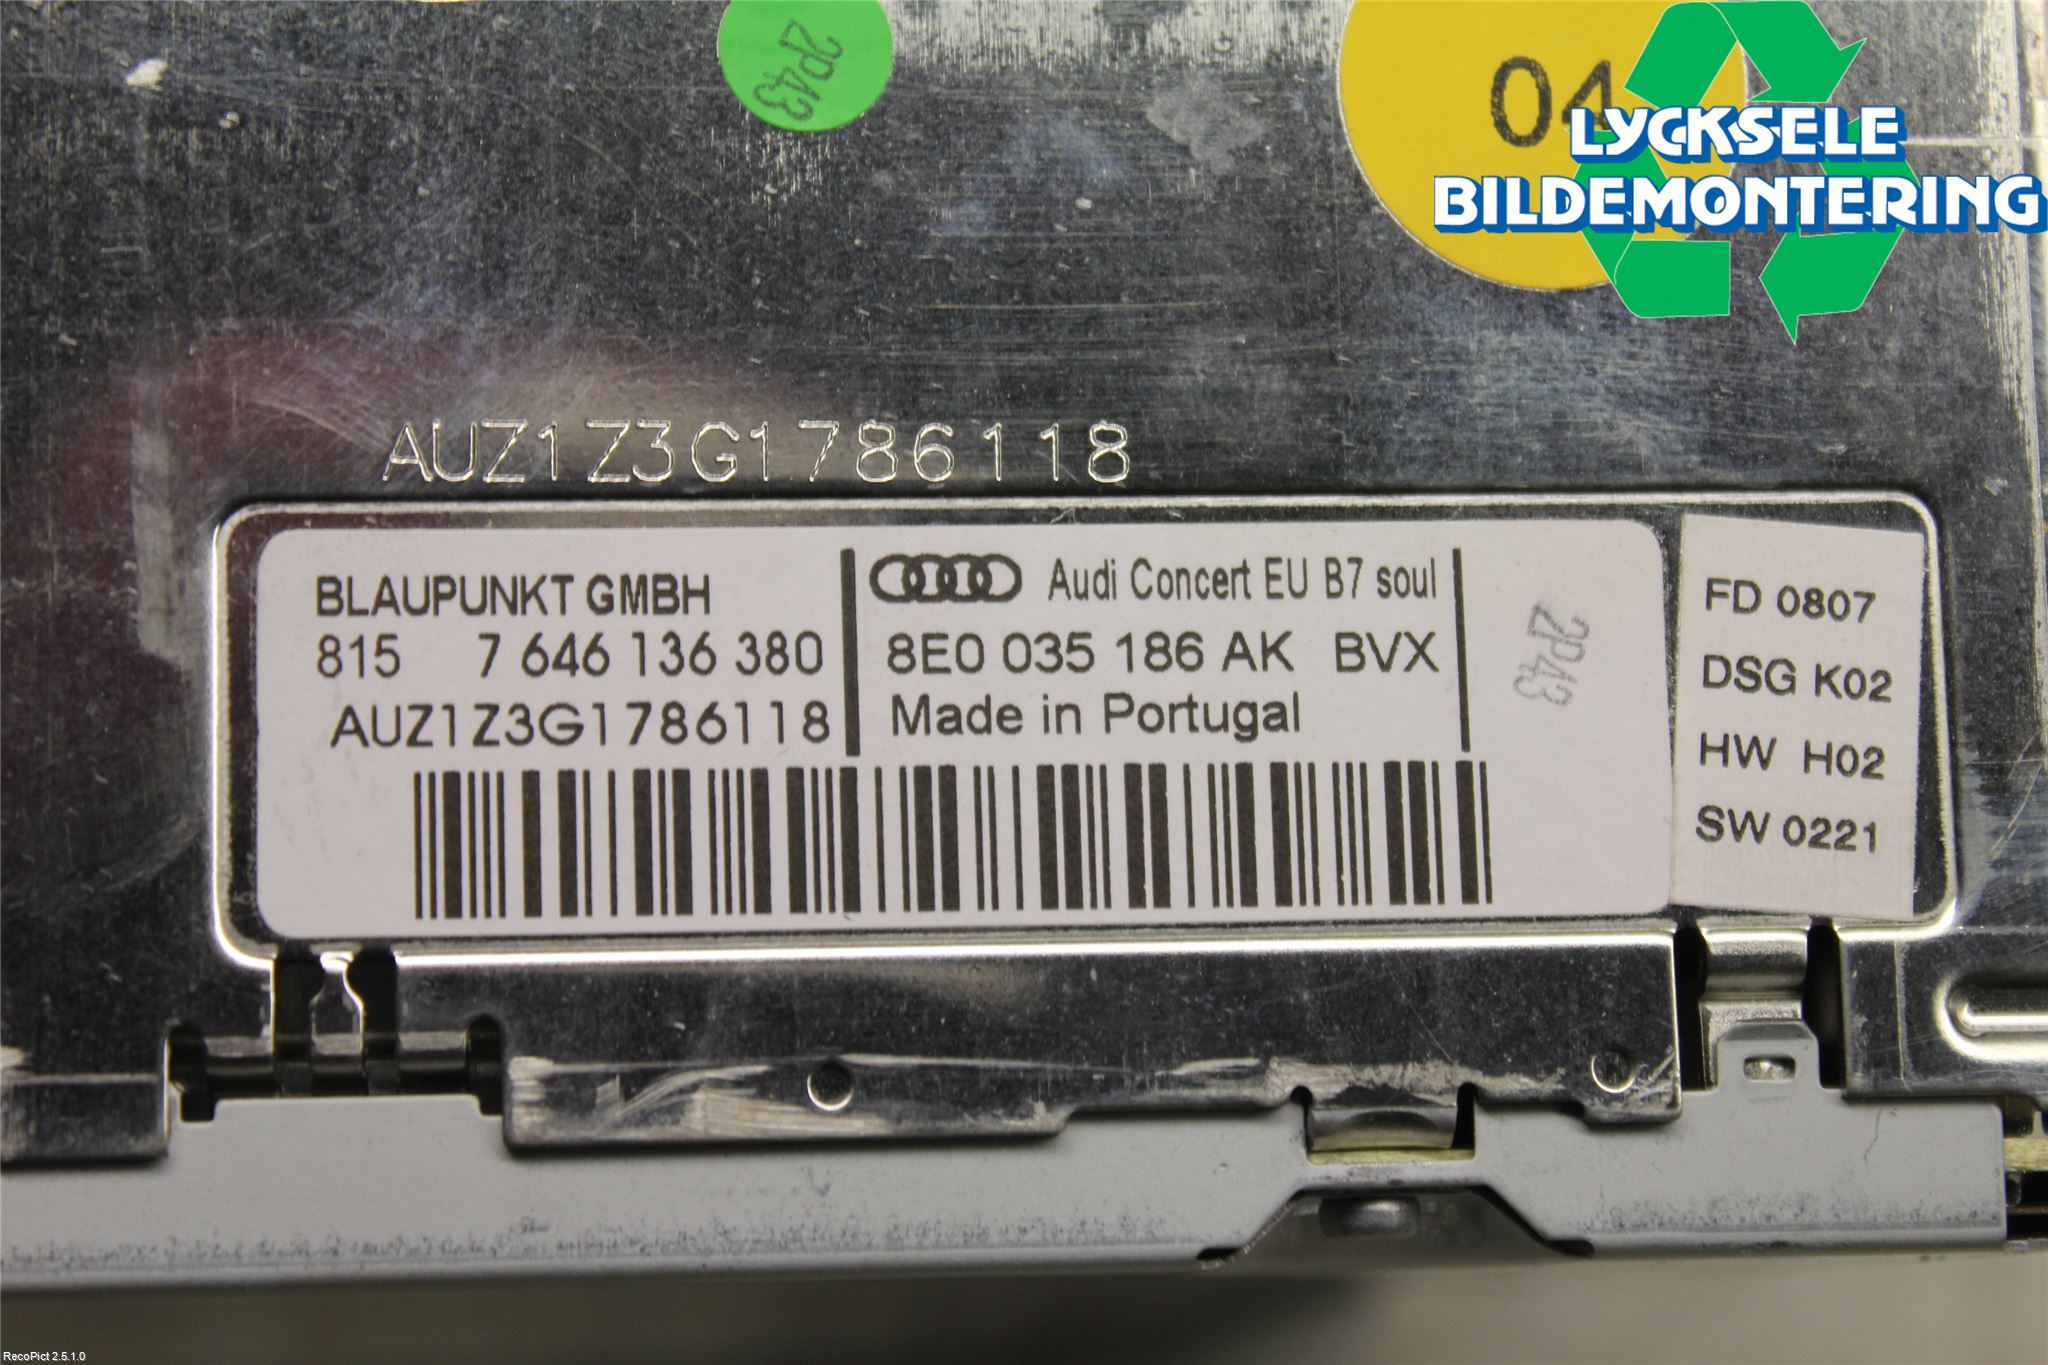 2P43
04
LYCKSELE
BILDEMONTERING
AUZ1Z3G1786118
BLAUPUNKT GMBH
815 7 646 136 380
AUZ1Z3G1786118
Audi Concert EU B7 soul
8E0 035 186 AK BVX
Made in Portugal
2P43
FD 0807
DSG K02
HW H02
SW 0221
RecoPict 2.5.1.0